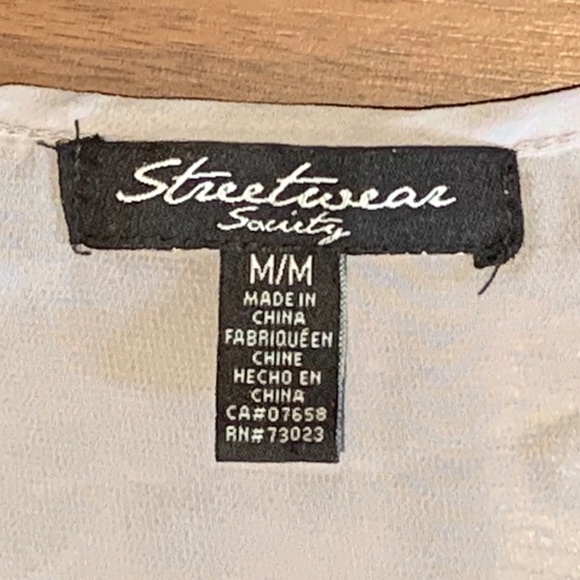 Streetwear
Society
M/M
MADE IN
CHINA
FABRIQUÉEN
CHINE
HECHO EN
CHINA
CA#07658
RN#73023